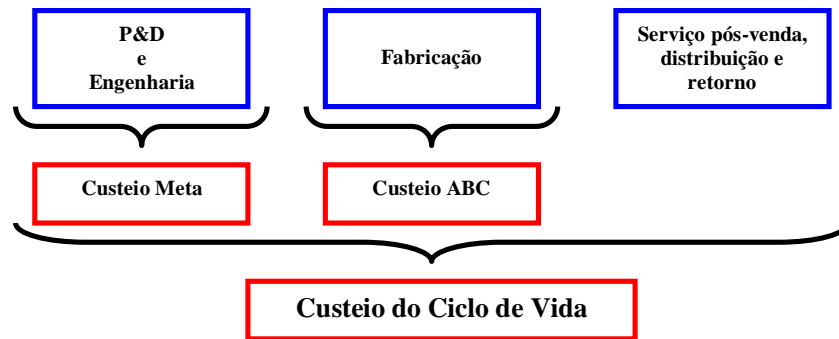 P&D
e
Engenharia
Fabricação
Serviço pós-venda,
distribuição e
retorno
Custeio Meta
Custeio ABC
Custeio do Ciclo de Vida